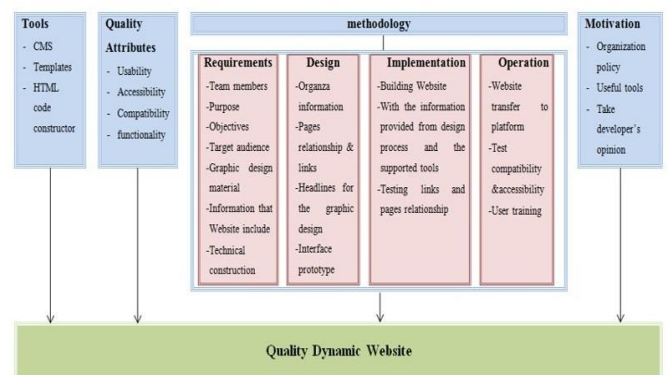 Tools
- CMS
- Templates
- HTML
code
constructor
Quality
Attributes
- Usability
- Accessibility
- Compatibility
- functionality
methodology
Requirements
-Team members
-Purpose
-Objectives
-Target audience
-Graphic design
material
-Information that
Website include
-Technical
construction
Design
-Organza
information
-Pages
relationship &
links
-Headlines for
the graphic
design
-Interface
prototype
Implementation
-Building Website
-With the information
provided from design
process and the
supported tools
-Testing links and
pages relationship
Operation
-Website
transfer to
platform
-Test
compatibility
&accessibility
-User training
Motivation
- Organization
policy
- Useful tools
- Take
developer's
opinion
Quality Dynamic Website